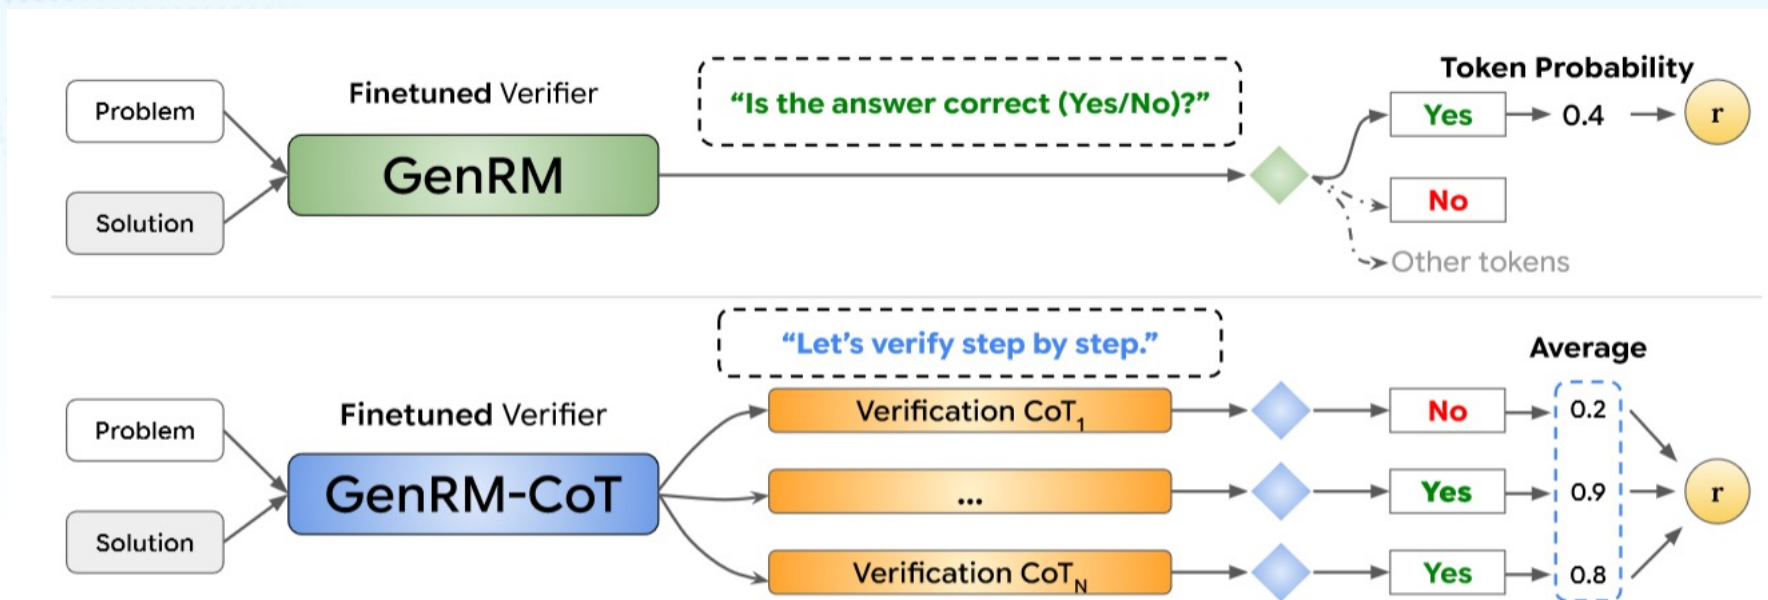 Problem
Solution
Finetuned Verifier
GenRM
“Is the answer correct (Yes/No)?”
Token Probability
Yes
0.4
r
No
Other tokens
Problem
Solution
Finetuned Verifier
GenRM-CoT
“Let’s verify step by step.”
Average
Verification CoT1
No
0.2
...
Yes
0.9
r
Verification CoTN
Yes
0.8